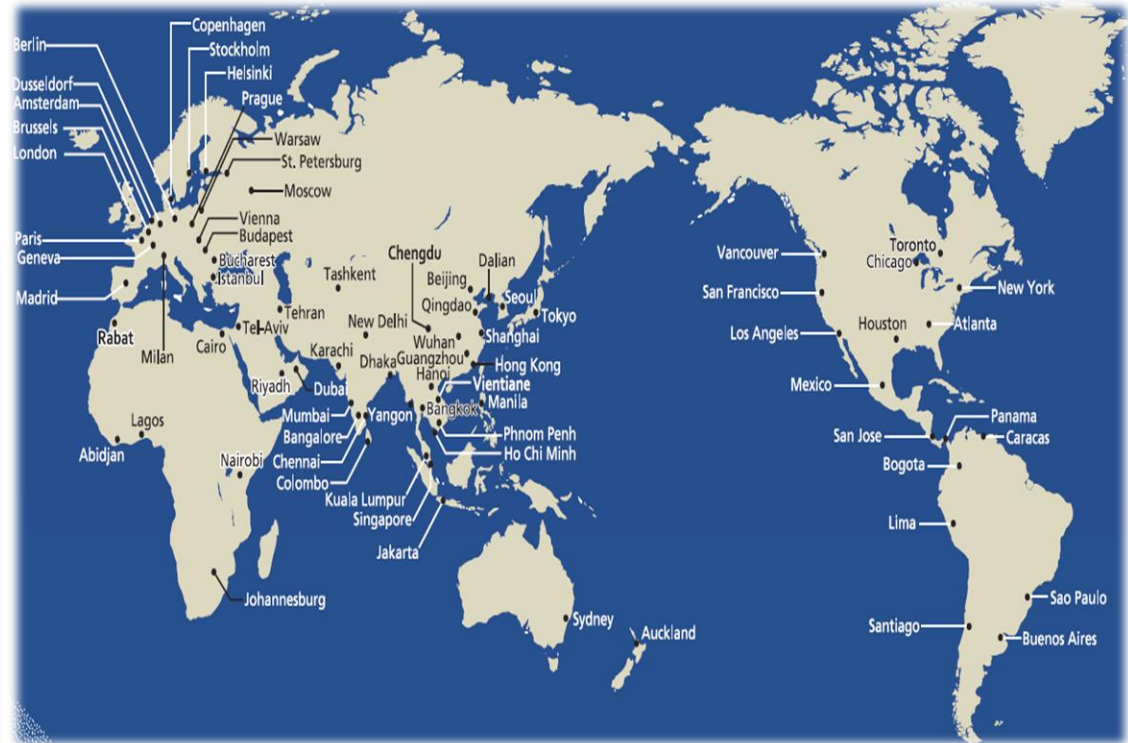 Copenhagen
Berlin
Stockholm
Helsinki
Dusseldorf
Amsterdam
Prague
Brussels
Warsaw
London
St. Petersburg
Moscow
Vienna
Paris
Budapest
Geneva
Bucharest
Istanbul
Madrid
Tashkent
Chengdu
Beijing
Dalian
Qingdao
Seoul
Tokyo
Tehran
Rabat
Milan
Cairo
Tel-Aviv
New Delhi
Karachi
Dhaka
Wuhan
Shanghai
Guangzhou
Hanoi
Hong Kong
Riyadh
Dubai
Vientiane
Manila
Mumbai
Yangon
Bangkok
Bangalore
Phnom Penh
Chennai
Ho Chi Minh
Colombo
Kuala Lumpur
Singapore
Jakarta
Lagos
Abidjan
Nairobi
Johannesburg
Sydney
Auckland
Vancouver
Toronto
Chicago
San Francisco
New York
Los Angeles
Houston
Atlanta
Mexico
Panama
San Jose
Caracas
Bogota
Lima
Sao Paulo
Santiago
Buenos Aires